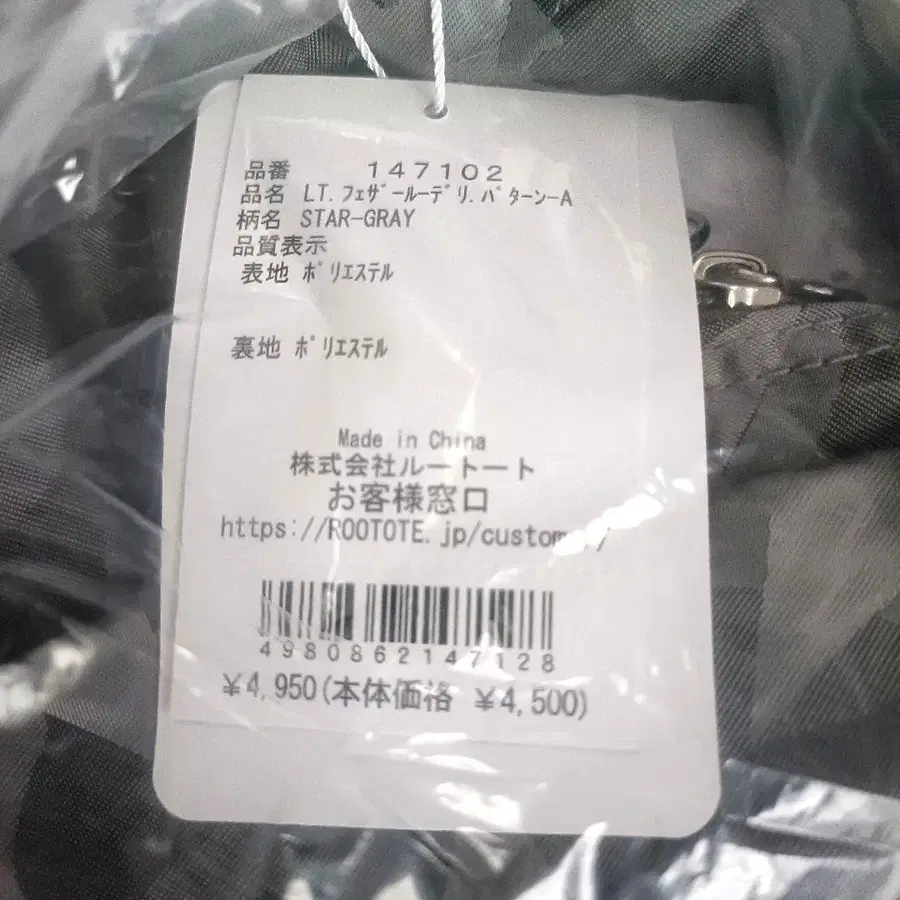 品番 147102
品名 LT.フェザールーデリ.パターン-A
柄名 STAR-GRAY
品質表示
表地 ポリエステル
裏地 ポリエステル
Made in China
株式会社ルートート
お客様窓口
https://ROOTOTE.jp/customer/
4980862147128
¥4,950(本体価格 ¥4,500)